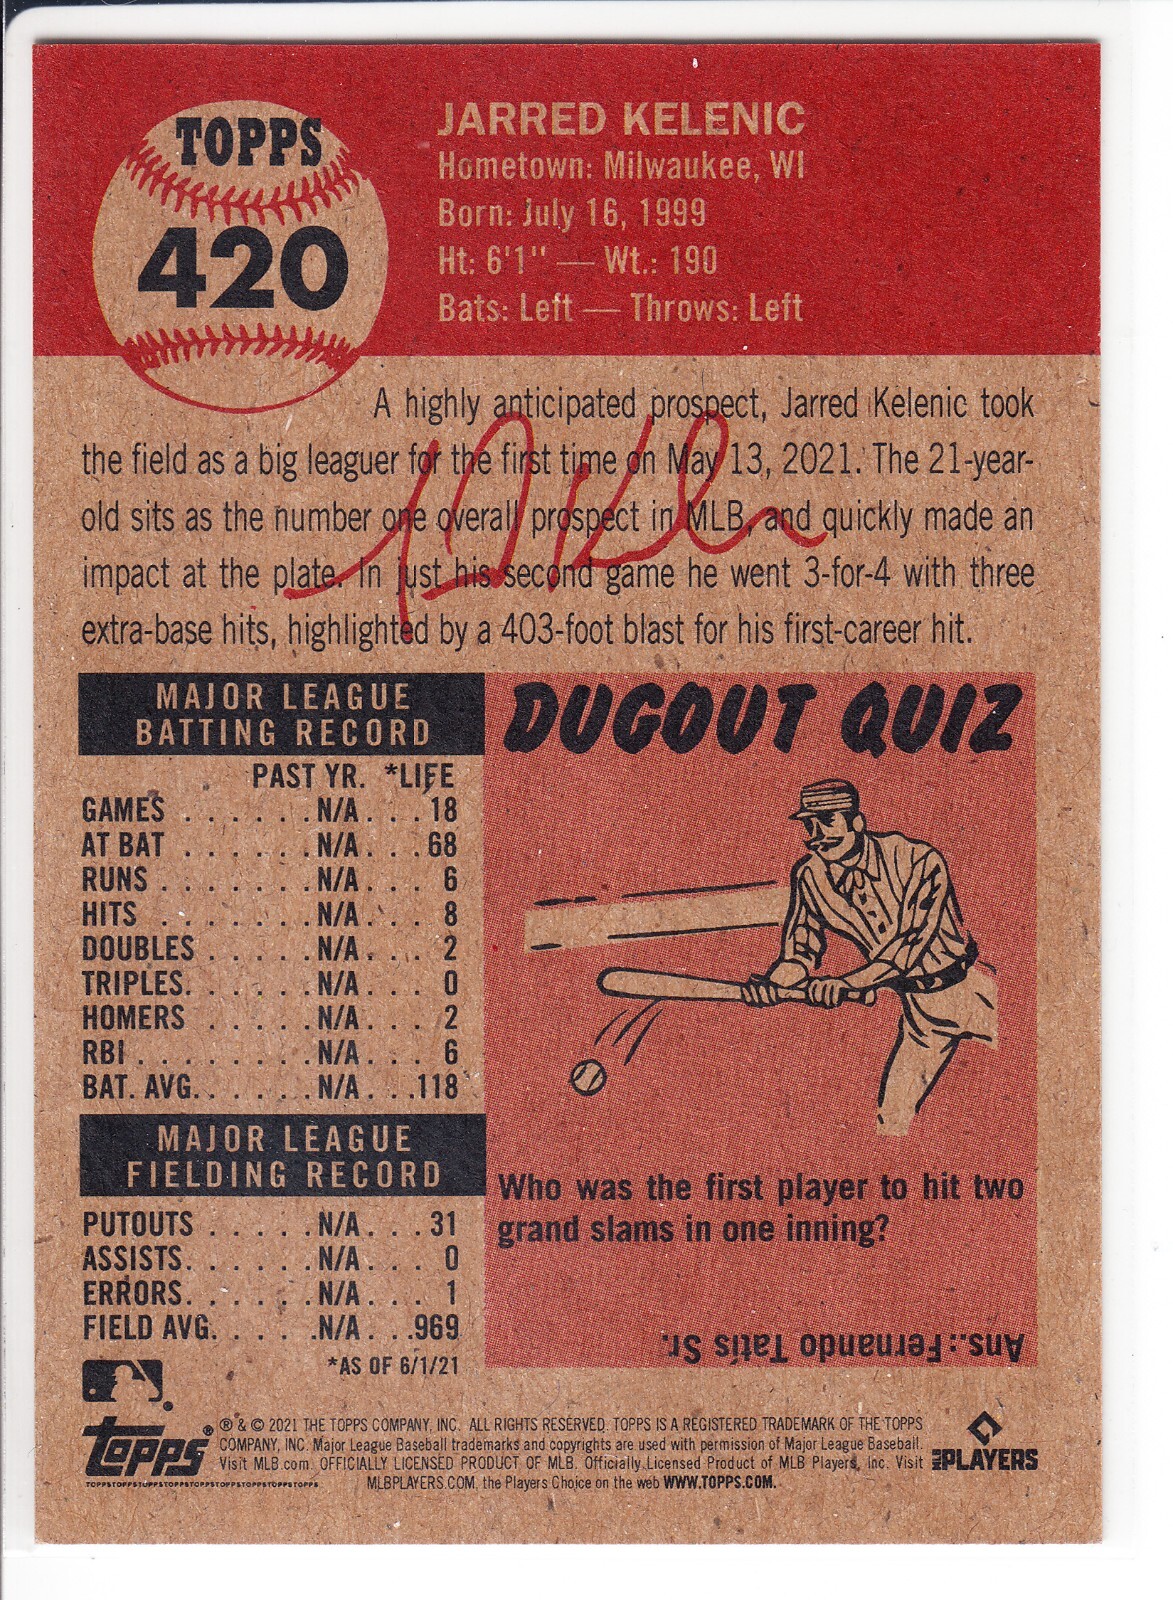 TOPPS
420
JARRED KELENIC
Hometown: Milwaukee, WI
Born: July 16, 1999
Ht: 6'1" — Wt.: 190
Bats: Left — Throws: Left
A highly anticipated prospect, Jarred Kelenic took
the field as a big leaguer for the first time on May 13, 2021. The 21-year-
old sits as the number one overall prospect in MLB, and quickly made an
impact at the plate. In just his second game he went 3-for-4 with three
extra-base hits, highlighted by a 403-foot blast for his first-career hit.
MAJOR LEAGUE
BATTING RECORD
PAST YR. *LIFE
GAMES . . . . . . N/A . . . 18
AT BAT . . . . . . N/A . . . 68
RUNS . . . . . . . N/A . . . 6
HITS . . . . . . . N/A . . . 8
DOUBLES . . . . . N/A . . . 2
TRIPLES. . . . . . N/A . . . 0
HOMERS . . . . . N/A . . . 2
RBI . . . . . . . . N/A . . . 6
BAT. AVG. . . . . . N/A . . .118
MAJOR LEAGUE
FIELDING RECORD
PUTOUTS . . . . . N/A . . . 31
ASSISTS. . . . . . N/A . . . 0
ERRORS. . . . . . N/A . . . 1
FIELD AVG. . . . . .N/A . . .969
*AS OF 6/1/21
DUGOUT QUIZ
Who was the first player to hit two
grand slams in one inning?
Ans.: Fernando Tatis Sr.
topps
® & © 2021 THE TOPPS COMPANY, INC. ALL RIGHTS RESERVED. TOPPS IS A REGISTERED TRADEMARK OF THE TOPPS
COMPANY, INC. Major League Baseball trademarks and copyrights are used with permission of Major League Baseball.
Visit MLB.com. OFFICIALLY LICENSED PRODUCT OF MLB. Officially Licensed Product of MLB Players, Inc. Visit
MLBPLAYERS.COM, the Players Choice on the web WWW.TOPPS.COM.
TOPPSTOPPSTOPPSTOPPSTOPPSTOPPSTOPPSTOPPSTOPPS
MLB PLAYERS